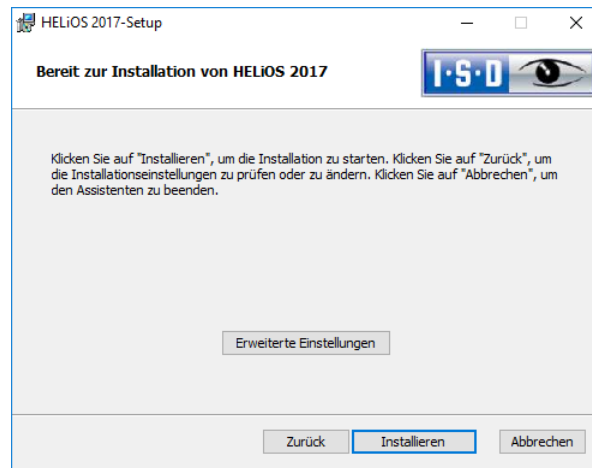 HELiOS 2017-Setup
Bereit zur Installation von HELiOS 2017
I·S·D
Klicken Sie auf "Installieren", um die Installation zu starten. Klicken Sie auf "Zurück", um
die Installationseinstellungen zu prüfen oder zu ändern. Klicken Sie auf "Abbrechen", um
den Assistenten zu beenden.
Erweiterte Einstellungen
Zurück Installieren Abbrechen